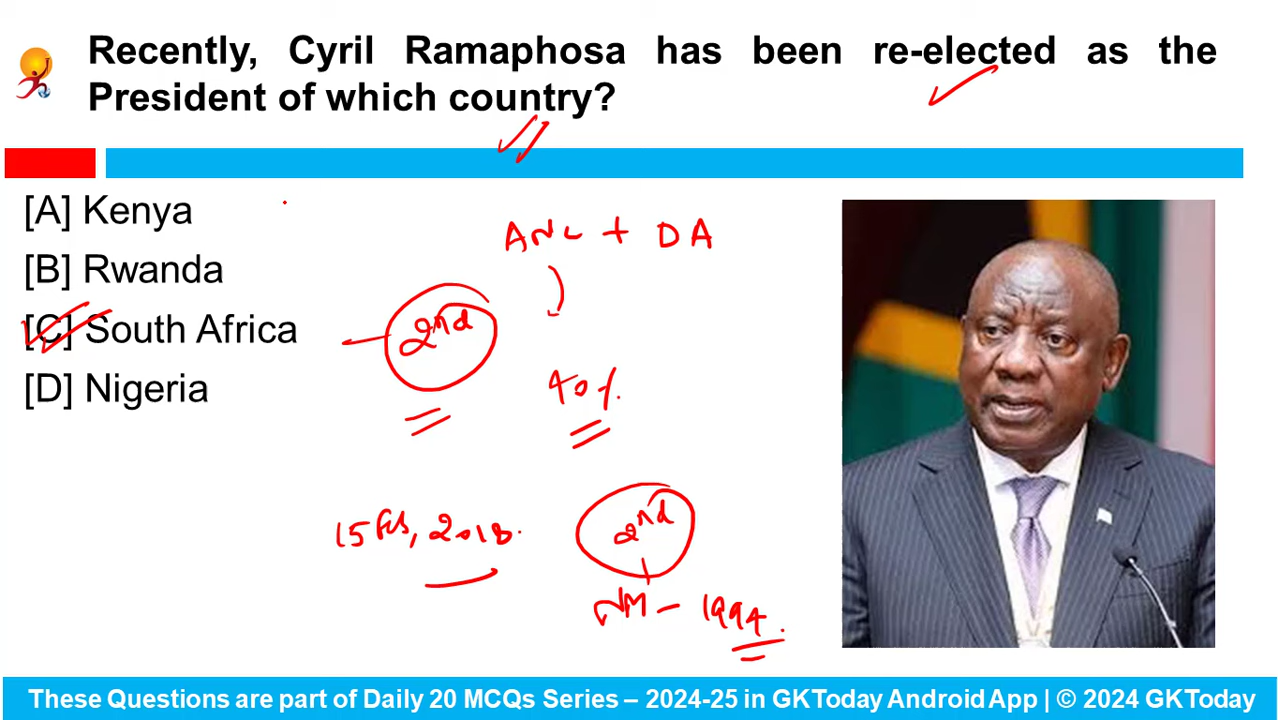 Recently, Cyril Ramaphosa has been re-elected as the
President of which country?
[A] Kenya
[B] Rwanda
[C] South Africa
[D] Nigeria
ANC + DA
2nd
40%
15 Feb, 2018.
2nd
NM - 1994.
These Questions are part of Daily 20 MCQs Series – 2024-25 in GKToday Android App | © 2024 GKToday